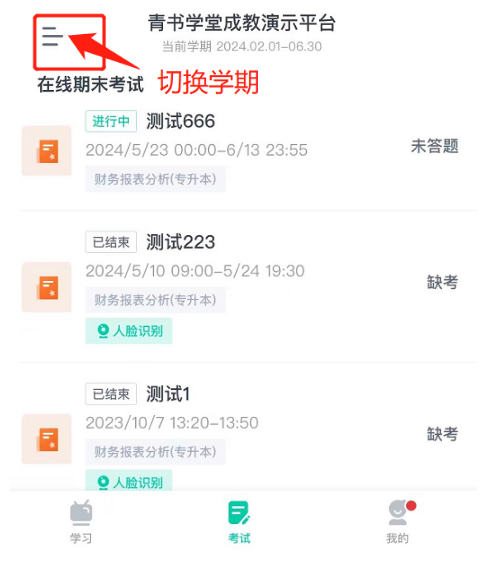 青书学堂成教演示平台
当前学期 2024.02.01-06.30
在线期末考试 切换学期
进行中 测试666
2024/5/23 00:00-6/13 23:55 未答题
财务报表分析(专升本)
已结束 测试223
2024/5/10 09:00-5/24 19:30 缺考
财务报表分析(专升本)
人脸识别
已结束 测试1
2023/10/7 13:20-13:50 缺考
财务报表分析(专升本)
人脸识别
学习 考试 我的